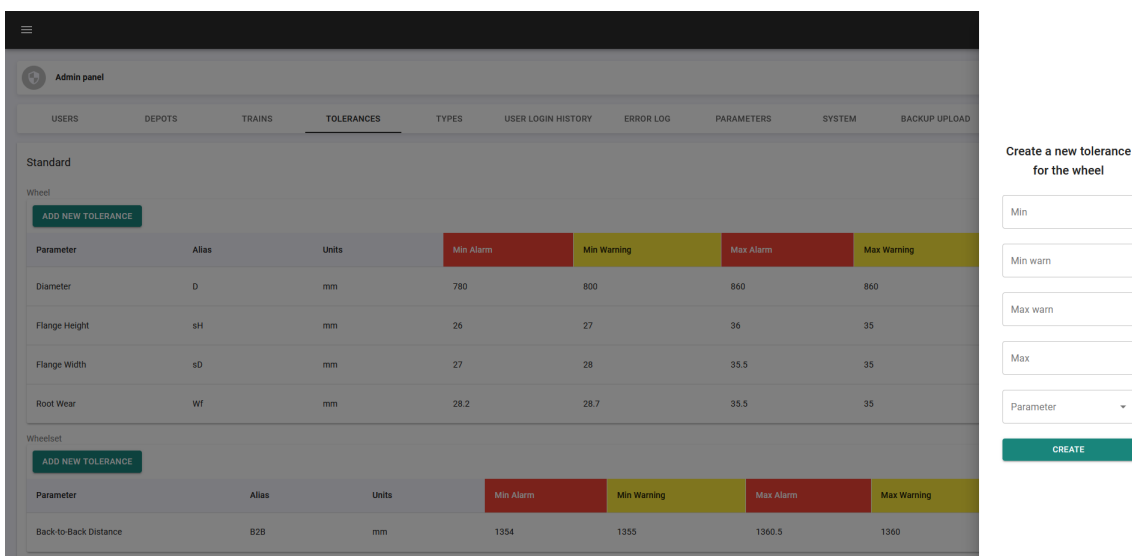 Admin panel
USERS DEPOTS TRAINS TOLERANCES TYPES USER LOGIN HISTORY ERROR LOG PARAMETERS SYSTEM BACKUP UPLOAD
Standard
Wheel
ADD NEW TOLERANCE
Parameter Alias Units Min Alarm Min Warning Max Alarm Max Warning
Diameter D mm 780 800 860 860
Flange Height sH mm 26 27 36 35
Flange Width sD mm 27 28 35.5 35
Root Wear Wf mm 28.2 28.7 35.5 35
Wheelset
ADD NEW TOLERANCE
Parameter Alias Units Min Alarm Min Warning Max Alarm Max Warning
Back-to-Back Distance B2B mm 1354 1355 1360.5 1360
Create a new tolerance
for the wheel
Min
Min warn
Max warn
Max
Parameter
CREATE